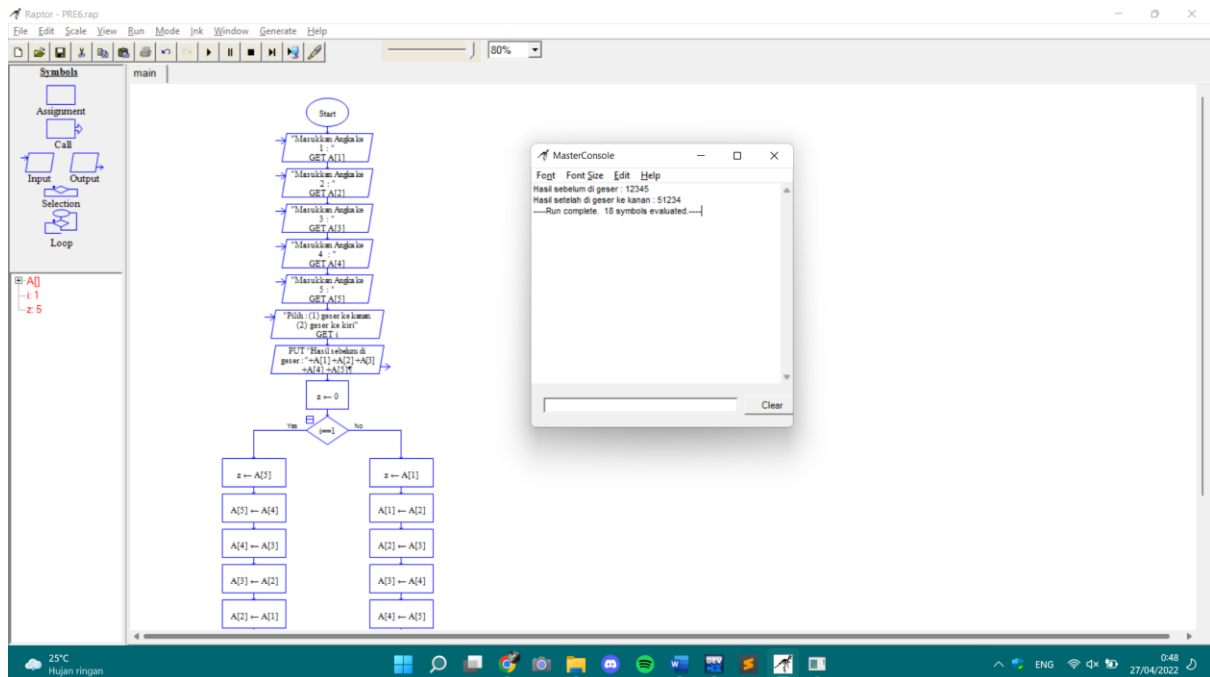 Raptor - PRE6.rap
File Edit Scale View Run Mode Ink Window Generate Help
80%
Symbols
Assignment
Call
Input Output
Selection
Loop
A[]
i: 1
z: 5
main
Start
"Masukkan Angka ke
1 : "
GET A[1]
"Masukkan Angka ke
2 : "
GET A[2]
"Masukkan Angka ke
3 : "
GET A[3]
"Masukkan Angka ke
4 : "
GET A[4]
"Masukkan Angka ke
5 : "
GET A[5]
"Pilih : (1) geser ke kanan
(2) geser ke kiri"
GET i
PUT "Hasil sebelum di
geser : "+A[1] +A[2] +A[3]
+A[4] +A[5]¶
z ← 0
Yes i==1 No
z ← A[5]
A[5] ← A[4]
A[4] ← A[3]
A[3] ← A[2]
A[2] ← A[1]
z ← A[1]
A[1] ← A[2]
A[2] ← A[3]
A[3] ← A[4]
A[4] ← A[5]
MasterConsole
Font Font Size Edit Help
Hasil sebelum di geser : 12345
Hasil setelah di geser ke kanan : 51234
----Run complete. 18 symbols evaluated.----
Clear
25°C
Hujan ringan
DEV
ENG
0:48
27/04/2022